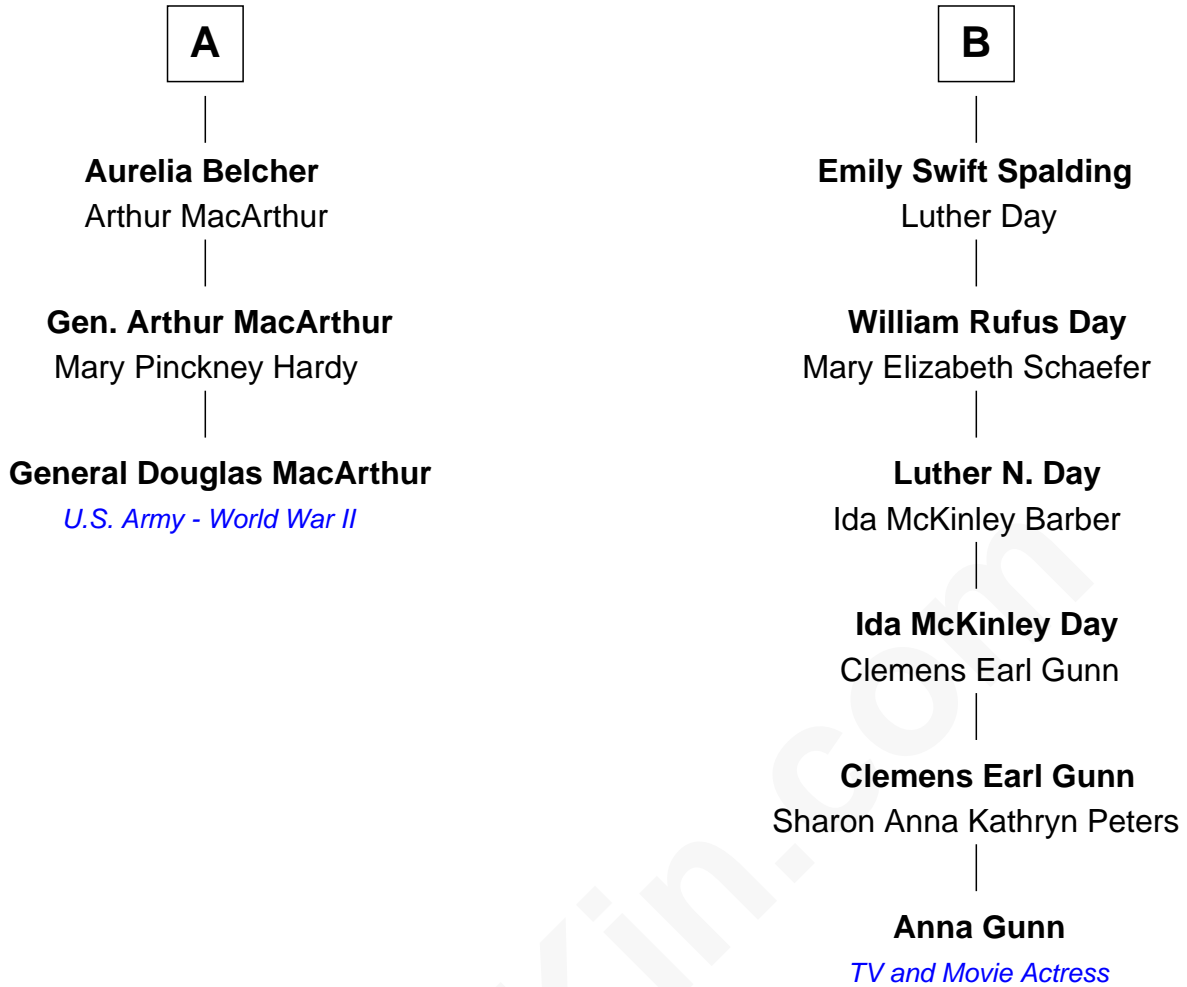 A
Aurelia Belcher
Arthur MacArthur
Gen. Arthur MacArthur
Mary Pinckney Hardy
General Douglas MacArthur
U.S. Army - World War II
B
Emily Swift Spalding
Luther Day
William Rufus Day
Mary Elizabeth Schaefer
Luther N. Day
Ida McKinley Barber
Ida McKinley Day
Clemens Earl Gunn
Clemens Earl Gunn
Sharon Anna Kathryn Peters
Anna Gunn
TV and Movie Actress
Kin.com